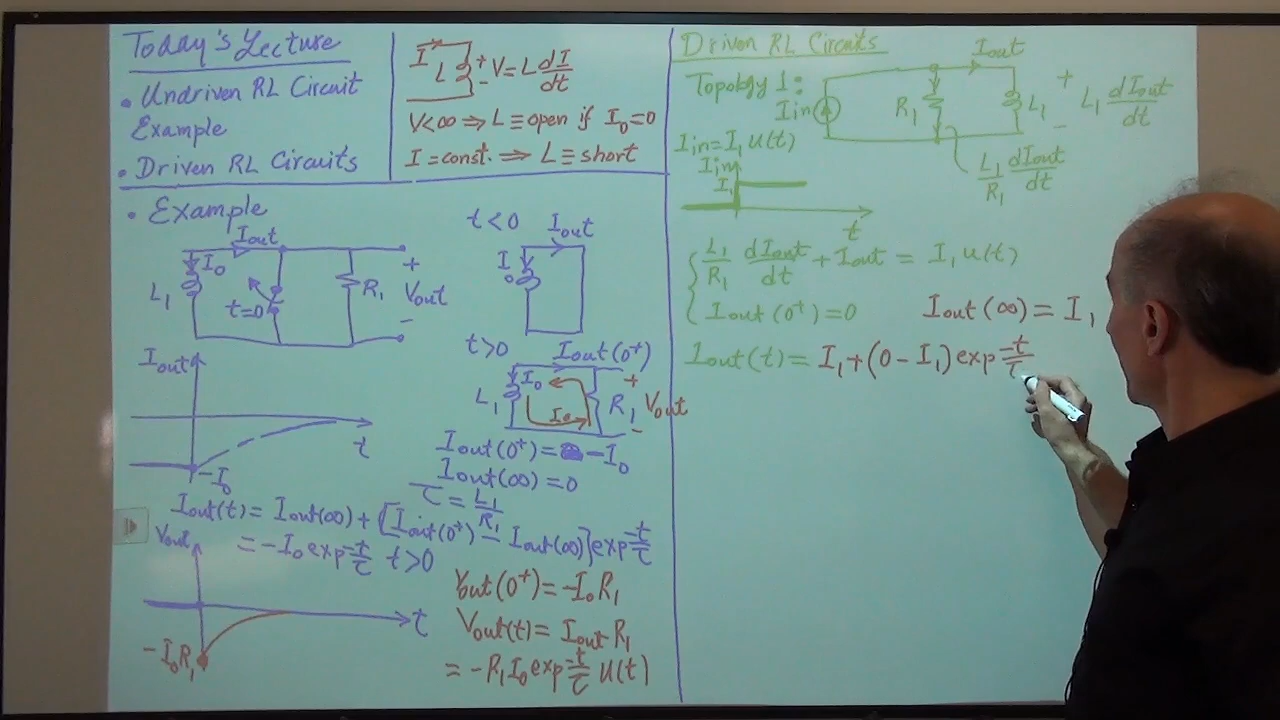 Today's Lecture
• Undriven RL Circuit
Example
• Driven RL Circuits
I L + - V = L dI/dt
V<∞ ⇒ L ≡ open if I₀=0
I = const. ⇒ L ≡ short
• Example
Iout
I₀
L₁
t=0
R₁
+
Vout
-
t<0 Iout
I₀
t>0 Iout(0⁺)
L₁ I₀ I₀ R₁ + Vout -
Iout
t
-I₀
Iout(0⁺) = -I₀
Iout(∞) = 0
τ = L₁/R₁
Iout(t) = Iout(∞) + [Iout(0⁺) - Iout(∞)] exp -t/τ
= -I₀ exp -t/τ t>0
Vout
t
-I₀R₁
Vout(0⁺) = -I₀R₁
Vout(t) = Iout R₁
= -R₁I₀ exp -t/τ u(t)
Driven RL Circuits
Topology 1:
Iin R₁ Iout L₁ + - L₁ dIout/dt
L₁/R₁ dIout/dt
Iin = I₁u(t)
Iin
I₁
t
{ L₁/R₁ dIout/dt + Iout = I₁u(t)
Iout(0⁺) = 0 Iout(∞) = I₁
Iout(t) = I₁ + (0 - I₁) exp -t/τ